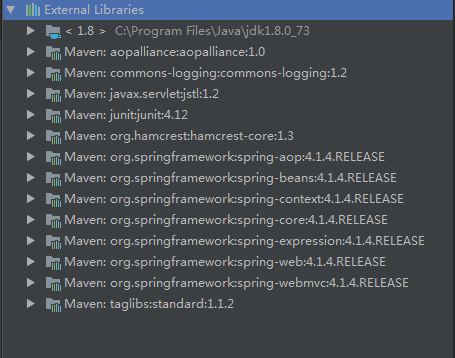 External Libraries
< 1.8 > C:\Program Files\Java\jdk1.8.0_73
Maven: aopalliance:aopalliance:1.0
Maven: commons-logging:commons-logging:1.2
Maven: javax.servlet:jstl:1.2
Maven: junit:junit:4.12
Maven: org.hamcrest:hamcrest-core:1.3
Maven: org.springframework:spring-aop:4.1.4.RELEASE
Maven: org.springframework:spring-beans:4.1.4.RELEASE
Maven: org.springframework:spring-context:4.1.4.RELEASE
Maven: org.springframework:spring-core:4.1.4.RELEASE
Maven: org.springframework:spring-expression:4.1.4.RELEASE
Maven: org.springframework:spring-web:4.1.4.RELEASE
Maven: org.springframework:spring-webmvc:4.1.4.RELEASE
Maven: taglibs:standard:1.1.2